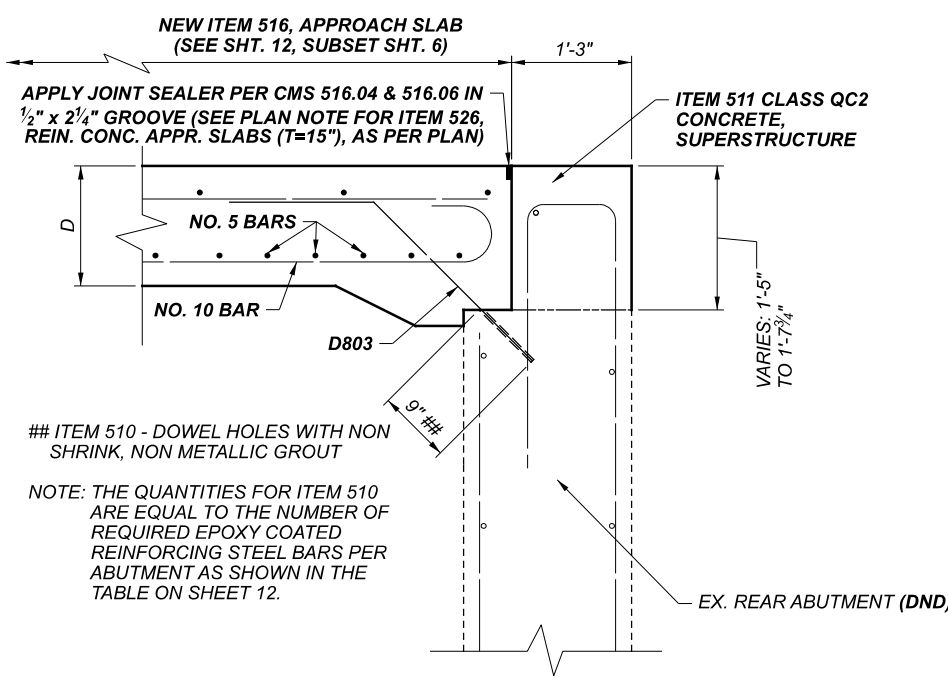 NEW ITEM 516, APPROACH SLAB
(SEE SHT. 12, SUBSET SHT. 6)
1'-3"
APPLY JOINT SEALER PER CMS 516.04 & 516.06 IN
1/2" x 2 1/4" GROOVE (SEE PLAN NOTE FOR ITEM 526,
REIN. CONC. APPR. SLABS (T=15"), AS PER PLAN)
ITEM 511 CLASS QC2
CONCRETE,
SUPERSTRUCTURE
D
NO. 5 BARS
NO. 10 BAR
D803
VARIES: 1'-5"
TO 1'-7 3/4"
9" ##
## ITEM 510 - DOWEL HOLES WITH NON
SHRINK, NON METALLIC GROUT
NOTE: THE QUANTITIES FOR ITEM 510
ARE EQUAL TO THE NUMBER OF
REQUIRED EPOXY COATED
REINFORCING STEEL BARS PER
ABUTMENT AS SHOWN IN THE
TABLE ON SHEET 12.
EX. REAR ABUTMENT (DND)